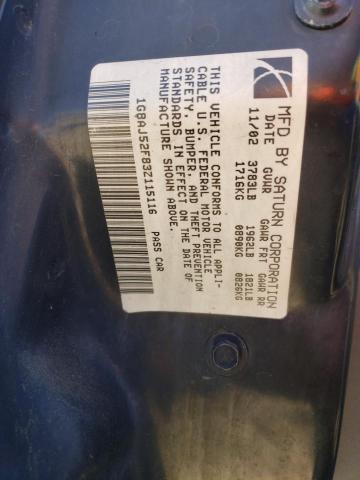 MFD BY SATURN CORPORATION
DATE GVWR GAWR FRT GAWR RR
11/02 3783LB 1962LB 1821LB
1716KG 0890KG 0826KG
THIS VEHICLE CONFORMS TO ALL APPLI-
CABLE U.S. FEDERAL MOTOR VEHICLE
SAFETY, BUMPER, AND THEFT PREVENTION
STANDARDS IN EFFECT ON THE DATE OF
MANUFACTURE SHOWN ABOVE.
1G8AJ52F83Z115116 PASS CAR